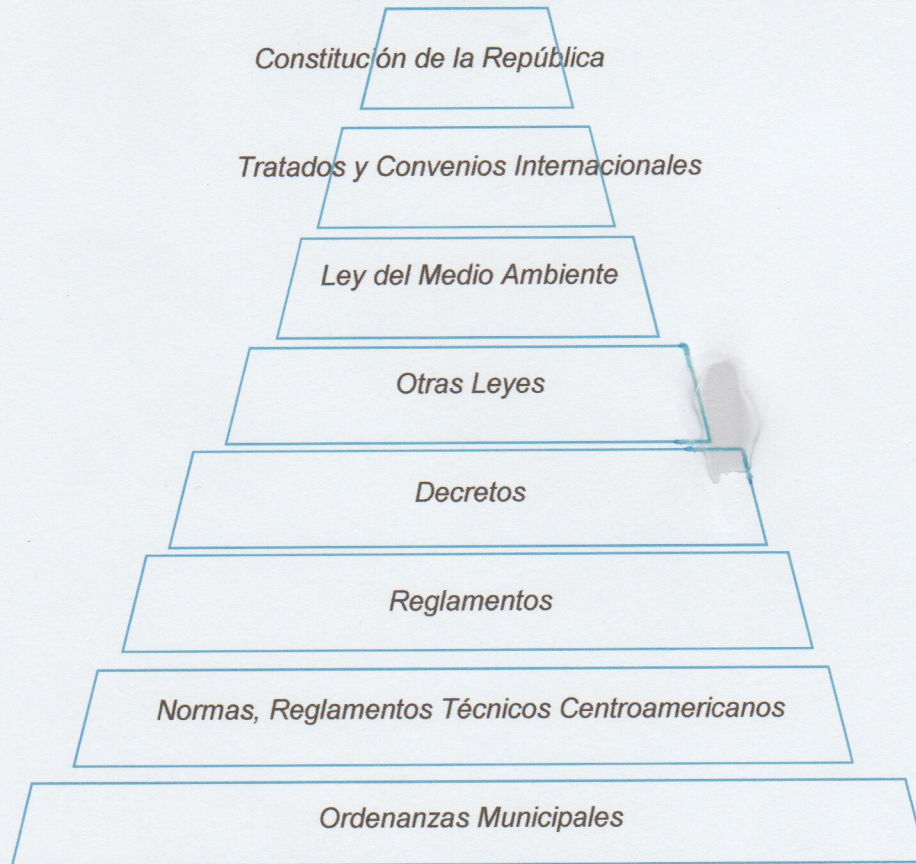 Constitución de la República
Tratados y Convenios Internacionales
Ley del Medio Ambiente
Otras Leyes
Decretos
Reglamentos
Normas, Reglamentos Técnicos Centroamericanos
Ordenanzas Municipales